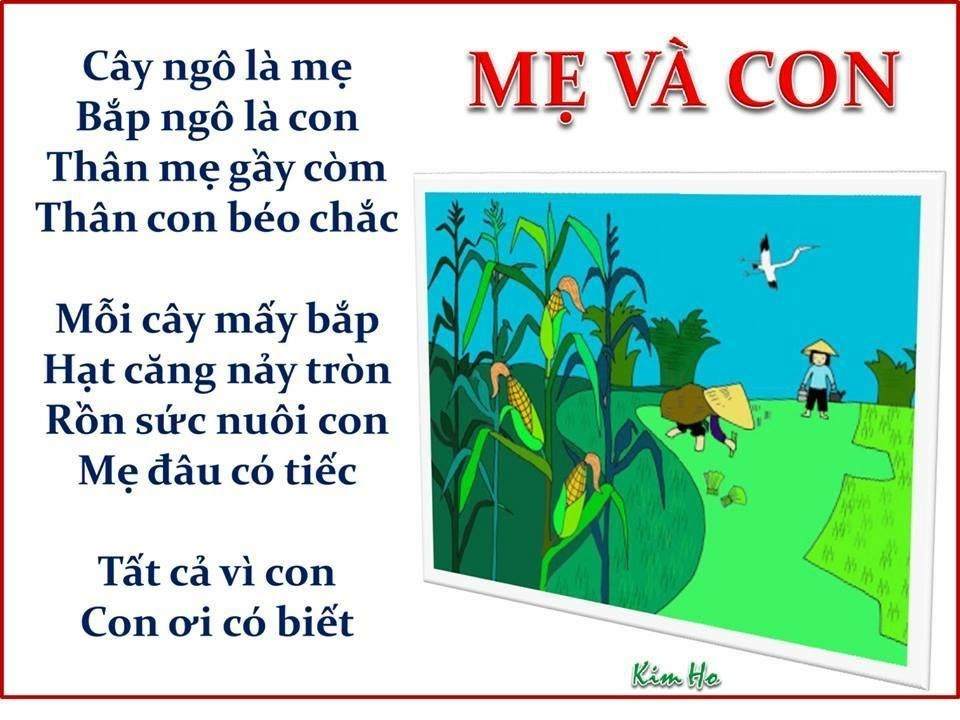 MẸ VÀ CON
Cây ngô là mẹ
Bắp ngô là con
Thân mẹ gầy còm
Thân con béo chắc
Mỗi cây mấy bắp
Hạt căng nảy tròn
Rồn sức nuôi con
Mẹ đâu có tiếc
Tất cả vì con
Con ơi có biết
Kim Ho